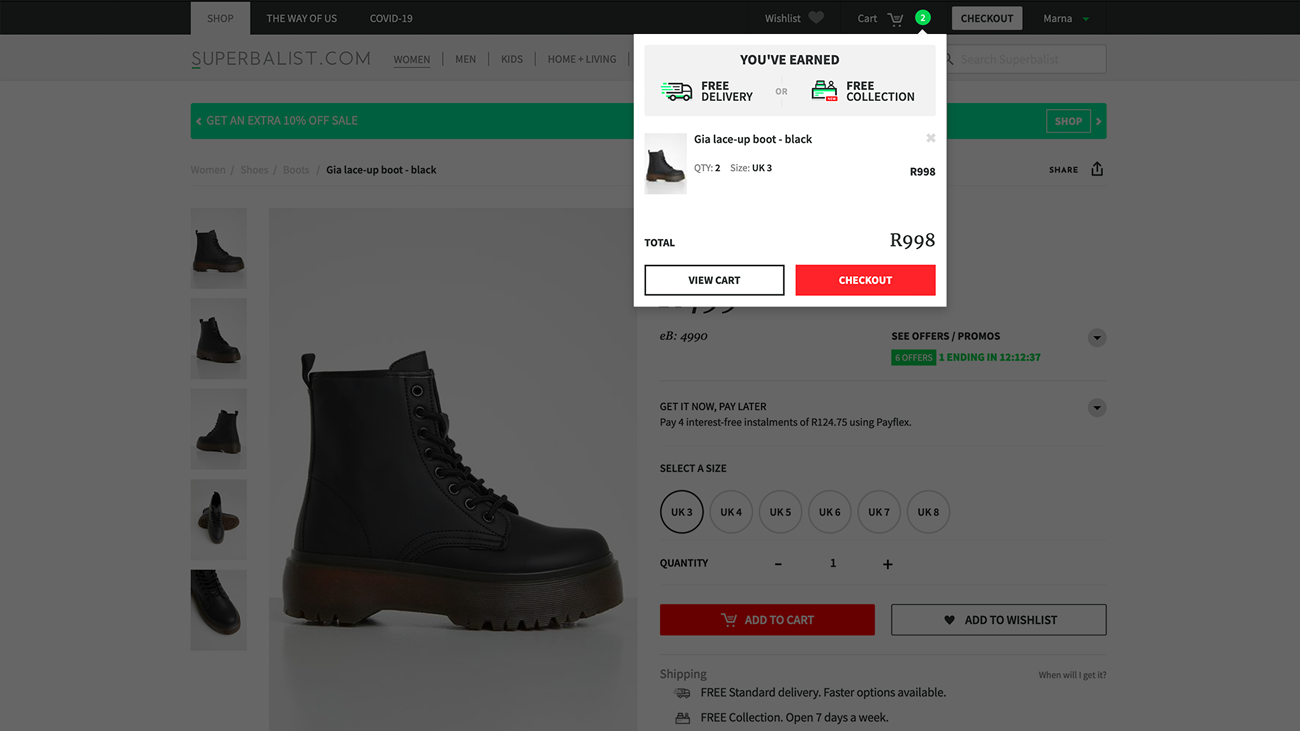 SHOP THE WAY OF US COVID-19 Wishlist Cart 2 CHECKOUT Marna
SUPERBALIST.COM WOMEN MEN KIDS HOME + LIVING Search Superbalist
YOU'VE EARNED
FREE DELIVERY OR FREE COLLECTION
NEW
GET AN EXTRA 10% OFF SALE SHOP
Gia lace-up boot - black
QTY: 2 Size: UK 3 R998
TOTAL R998
VIEW CART CHECKOUT
Women / Shoes / Boots / Gia lace-up boot - black SHARE
eB: 4990
SEE OFFERS / PROMOS
6 OFFERS 1 ENDING IN 12:12:37
GET IT NOW, PAY LATER
Pay 4 interest-free instalments of R124.75 using Payflex.
SELECT A SIZE
UK 3 UK 4 UK 5 UK 6 UK 7 UK 8
QUANTITY - 1 +
ADD TO CART ADD TO WISHLIST
Shipping When will I get it?
FREE Standard delivery. Faster options available.
FREE Collection. Open 7 days a week.